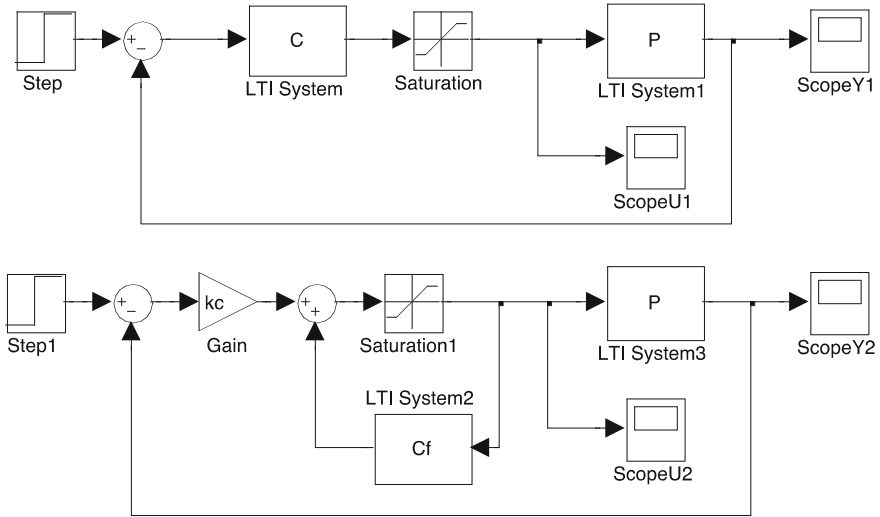 C
P
Step
LTI System
Saturation
LTI System1
ScopeY1
ScopeU1
kc
P
Step1
Gain
Saturation1
LTI System3
ScopeY2
LTI System2
Cf
ScopeU2